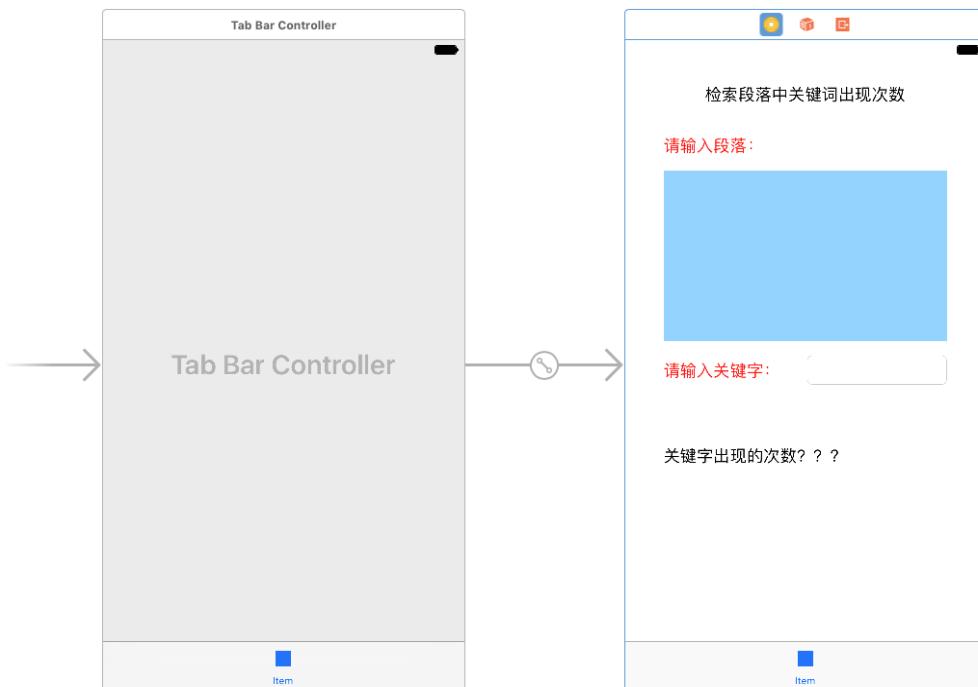 Tab Bar Controller
Tab Bar Controller
Item
检索段落中关键词出现次数
请输入段落:
请输入关键字:
关键字出现的次数？？？
Item